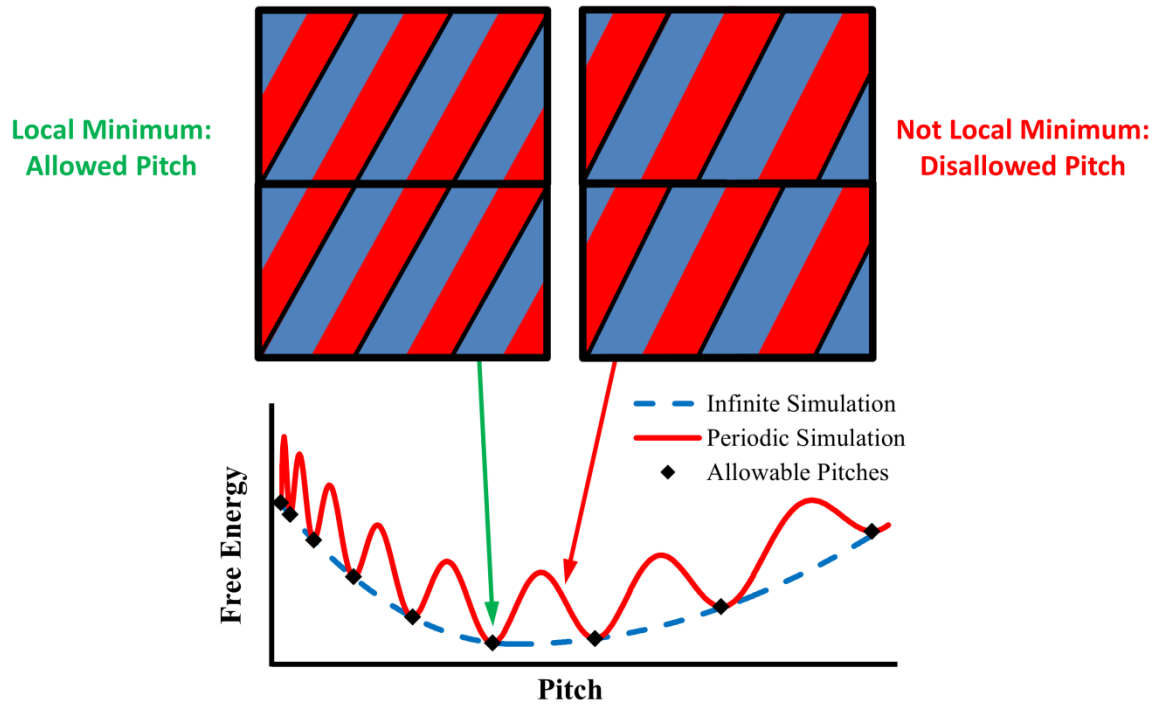 Local Minimum:
Allowed Pitch
Not Local Minimum:
Disallowed Pitch
Infinite Simulation
Periodic Simulation
Allowable Pitches
Free Energy
Pitch